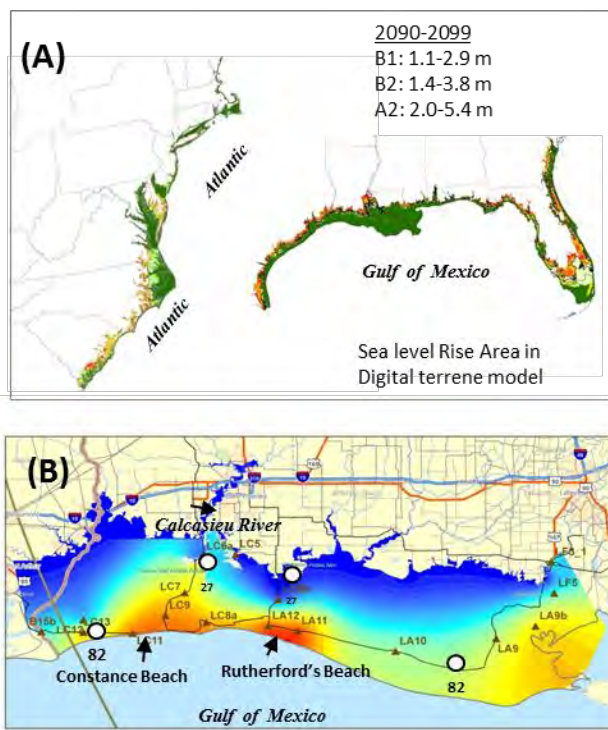 (A)
2090-2099
B1: 1.1-2.9 m
B2: 1.4-3.8 m
A2: 2.0-5.4 m
Atlantic
Atlantic
Gulf of Mexico
Sea level Rise Area in
Digital terrene model
(B)
Calcasieu River
LC6a
LC5
27
LC7
27
LC9
LC8a
LA12
LA11
B15b
LC12
LC13
LC11
82
LA10
LA9
LA9b
LF5
82
Constance Beach
Rutherford's Beach
Gulf of Mexico